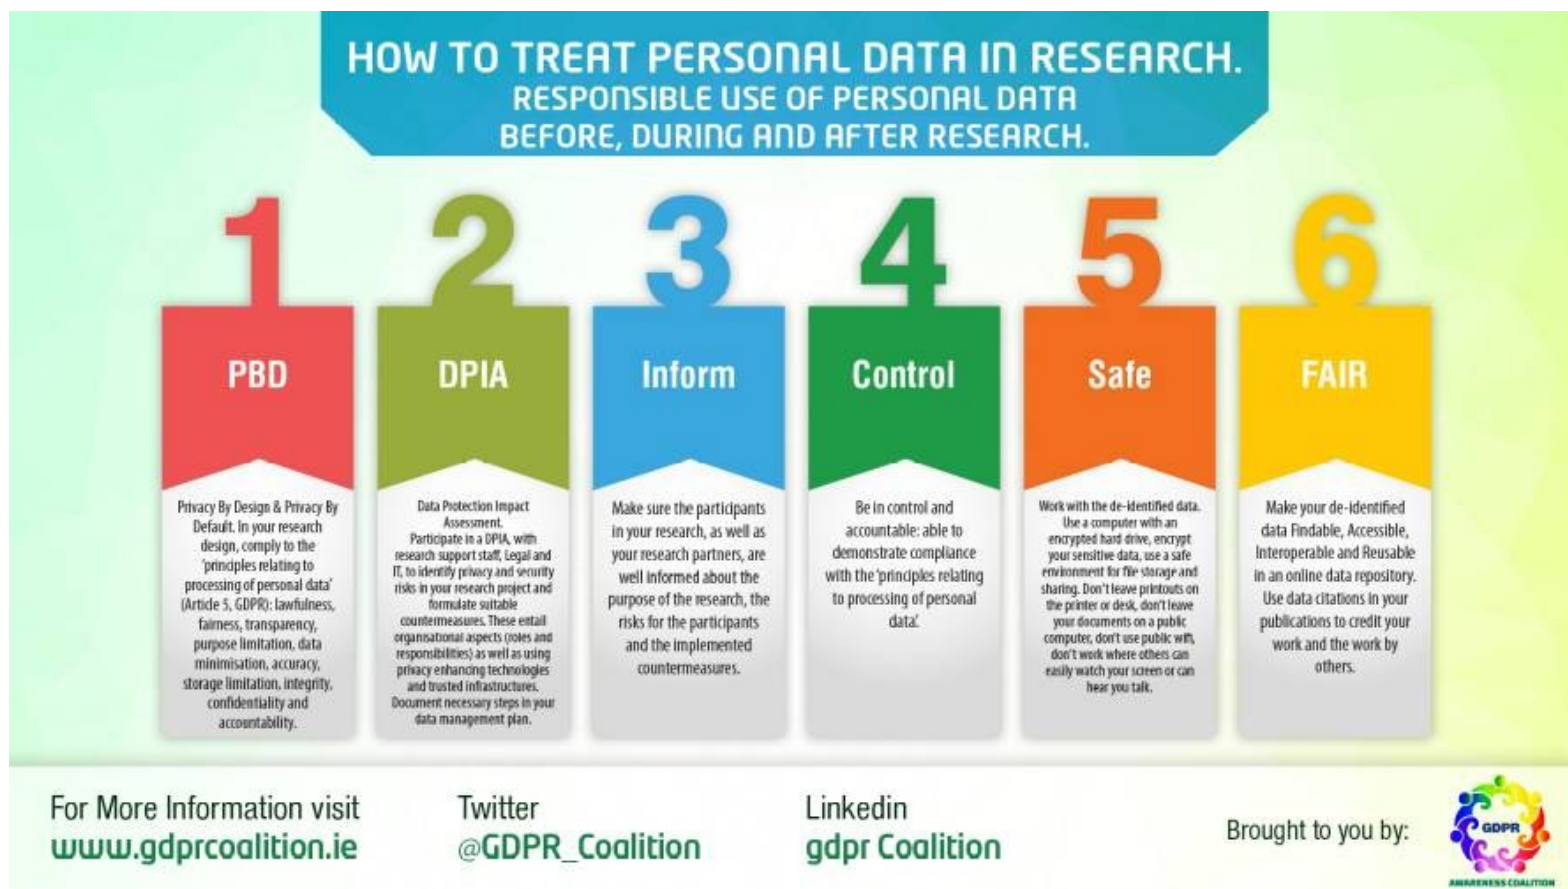 HOW TO TREAT PERSONAL DATA IN RESEARCH.
RESPONSIBLE USE OF PERSONAL DATA
BEFORE, DURING AND AFTER RESEARCH.
1
PBD
Privacy By Design & Privacy By
Default. In your research
design, comply to the
'principles relating to
processing of personal data'
(Article 5, GDPR): lawfulness,
fairness, transparency,
purpose limitation, data
minimisation, accuracy,
storage limitation, integrity,
confidentiality and
accountability.
2
DPIA
Data Protection Impact
Assessment.
Participate in a DPIA, with
research support staff, Legal and
IT, to identify privacy and security
risks in your research project and
formulate suitable
countermeasures. These entail
organisational aspects (roles and
responsibilities) as well as using
privacy enhancing technologies
and trusted infrastructures.
Document necessary steps in your
data management plan.
3
Inform
Make sure the participants
in your research, as well as
your research partners, are
well informed about the
purpose of the research, the
risks for the participants
and the implemented
countermeasures.
4
Control
Be in control and
accountable: able to
demonstrate compliance
with the 'principles relating
to processing of personal
data'.
5
Safe
Work with the de-identified data.
Use a computer with an
encrypted hard drive, encrypt
your sensitive data, use a safe
environment for file storage and
sharing. Don't leave printouts on
the printer or desk, don't leave
your documents on a public
computer, don't use public wifi,
don't work where others can
easily watch your screen or can
hear you talk.
6
FAIR
Make your de-identified
data Findable, Accessible,
Interoperable and Reusable
in an online data repository.
Use data citations in your
publications to credit your
work and the work by
others.
For More Information visit
www.gdprcoalition.ie
Twitter
@GDPR_Coalition
Linkedin
gdpr Coalition
Brought to you by:
GDPR
AWARENESS COALITION